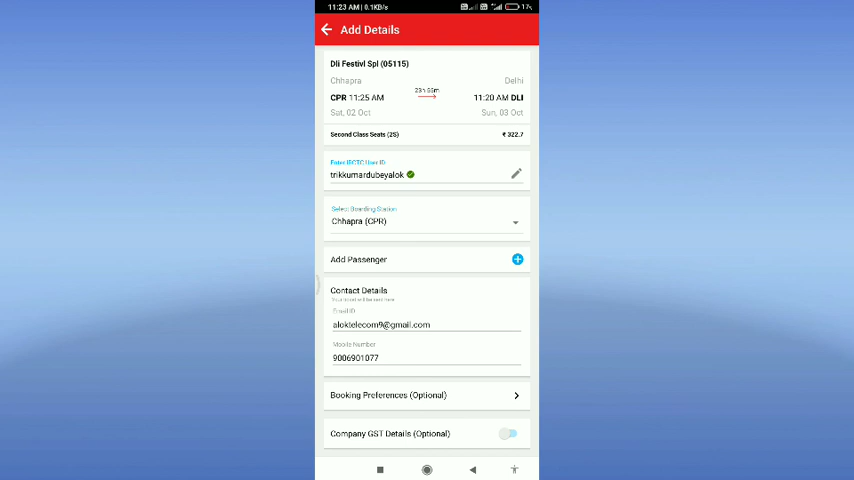 11:23 AM | 0.1KB/s
17%
Add Details
Dli Festivl Spl (05115)
Chhapra Delhi
23h 55m
CPR 11:25 AM 11:20 AM DLI
Sat, 02 Oct Sun, 03 Oct
Second Class Seats (2S) ₹ 322.7
Enter IRCTC User ID
trikkumardubeyalok
Select Boarding Station
Chhapra (CPR)
Add Passenger
Contact Details
Email ID
aloktelecom9@gmail.com
Mobile Number
9006901077
Booking Preferences (Optional)
Company GST Details (Optional)